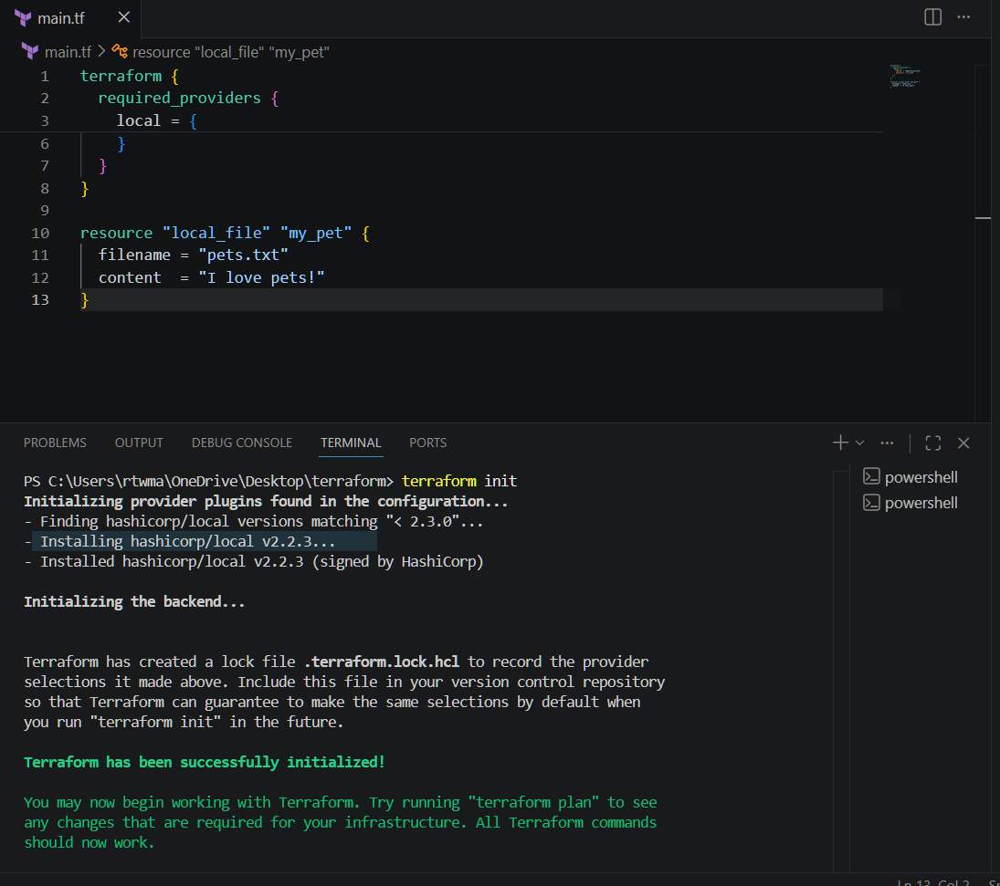 main.tf
main.tf > resource "local_file" "my_pet"
1 terraform {
2 required_providers {
3 local = {
6 }
7 }
8 }
9
10 resource "local_file" "my_pet" {
11 filename = "pets.txt"
12 content = "I love pets!"
13 }
PROBLEMS OUTPUT DEBUG CONSOLE TERMINAL PORTS
PS C:\Users\rtwma\OneDrive\Desktop\terraform> terraform init
Initializing provider plugins found in the configuration...
- Finding hashicorp/local versions matching "< 2.3.0"...
- Installing hashicorp/local v2.2.3...
- Installed hashicorp/local v2.2.3 (signed by HashiCorp)
Initializing the backend...
Terraform has created a lock file .terraform.lock.hcl to record the provider
selections it made above. Include this file in your version control repository
so that Terraform can guarantee to make the same selections by default when
you run "terraform init" in the future.
Terraform has been successfully initialized!
You may now begin working with Terraform. Try running "terraform plan" to see
any changes that are required for your infrastructure. All Terraform commands
should now work.
powershell
powershell
Ln 13, Col 2